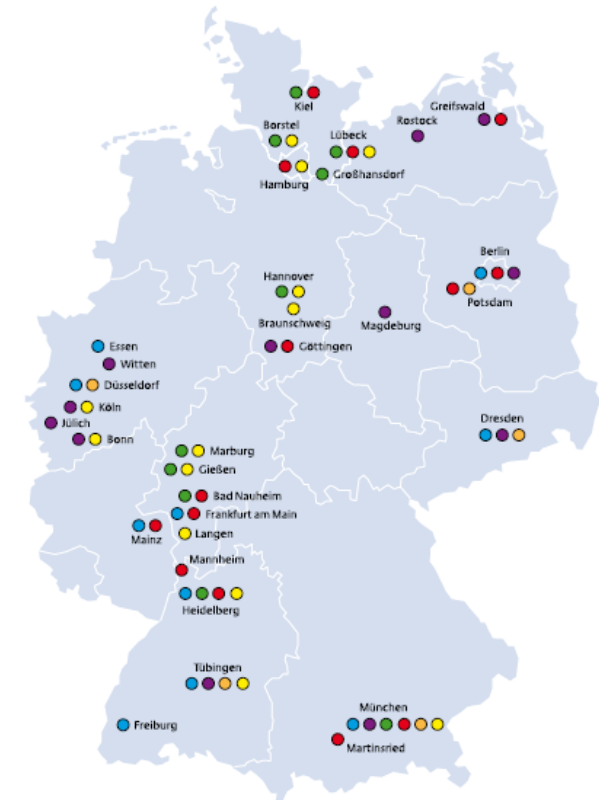 Kiel
Greifswald
Rostock
Borstel
Lübeck
Großhansdorf
Hamburg
Berlin
Potsdam
Hannover
Braunschweig
Magdeburg
Göttingen
Essen
Witten
Düsseldorf
Köln
Jülich
Bonn
Dresden
Marburg
Gießen
Bad Nauheim
Frankfurt am Main
Mainz
Langen
Mannheim
Heidelberg
Tübingen
Freiburg
München
Martinsried